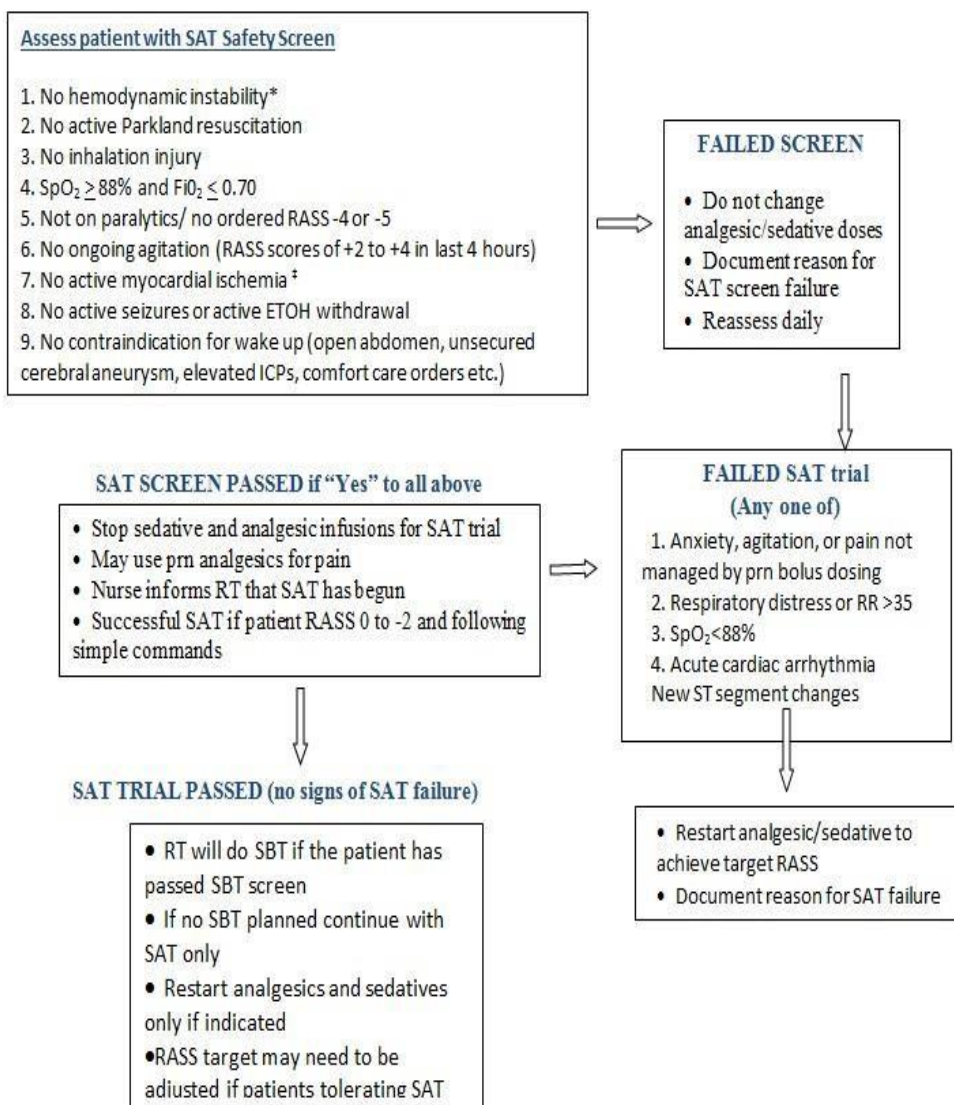 Assess patient with SAT Safety Screen
1. No hemodynamic instability*
2. No active Parkland resuscitation
3. No inhalation injury
4. SpO₂ ≥ 88% and Fi0₂ ≤ 0.70
5. Not on paralytics/ no ordered RASS -4 or -5
6. No ongoing agitation (RASS scores of +2 to +4 in last 4 hours)
7. No active myocardial ischemia ‡
8. No active seizures or active ETOH withdrawal
9. No contraindication for wake up (open abdomen, unsecured
cerebral aneurysm, elevated ICPs, comfort care orders etc.)
FAILED SCREEN
• Do not change
analgesic/sedative doses
• Document reason for
SAT screen failure
• Reassess daily
SAT SCREEN PASSED if “Yes” to all above
• Stop sedative and analgesic infusions for SAT trial
• May use prn analgesics for pain
• Nurse informs RT that SAT has begun
• Successful SAT if patient RASS 0 to -2 and following
simple commands
FAILED SAT trial
(Any one of)
1. Anxiety, agitation, or pain not
managed by prn bolus dosing
2. Respiratory distress or RR >35
3. SpO₂<88%
4. Acute cardiac arrhythmia
New ST segment changes
SAT TRIAL PASSED (no signs of SAT failure)
• RT will do SBT if the patient has
passed SBT screen
• If no SBT planned continue with
SAT only
• Restart analgesics and sedatives
only if indicated
•RASS target may need to be
adjusted if patients tolerating SAT
• Restart analgesic/sedative to
achieve target RASS
• Document reason for SAT failure